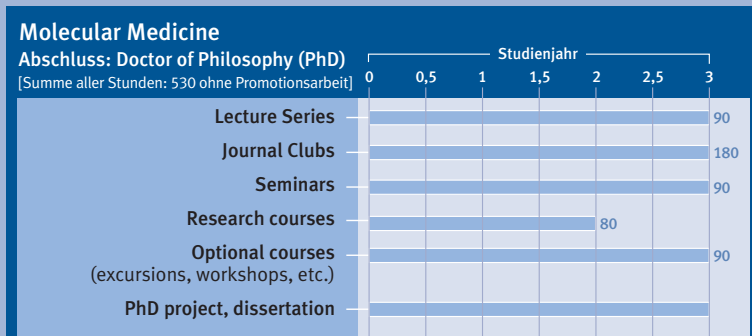 Molecular Medicine
Abschluss: Doctor of Philosophy (PhD)
[Summe aller Stunden: 530 ohne Promotionsarbeit]
Studienjahr
0 0,5 1 1,5 2 2,5 3
Lecture Series 90
Journal Clubs 180
Seminars 90
Research courses 80
Optional courses 90
(excursions, workshops, etc.)
PhD project, dissertation